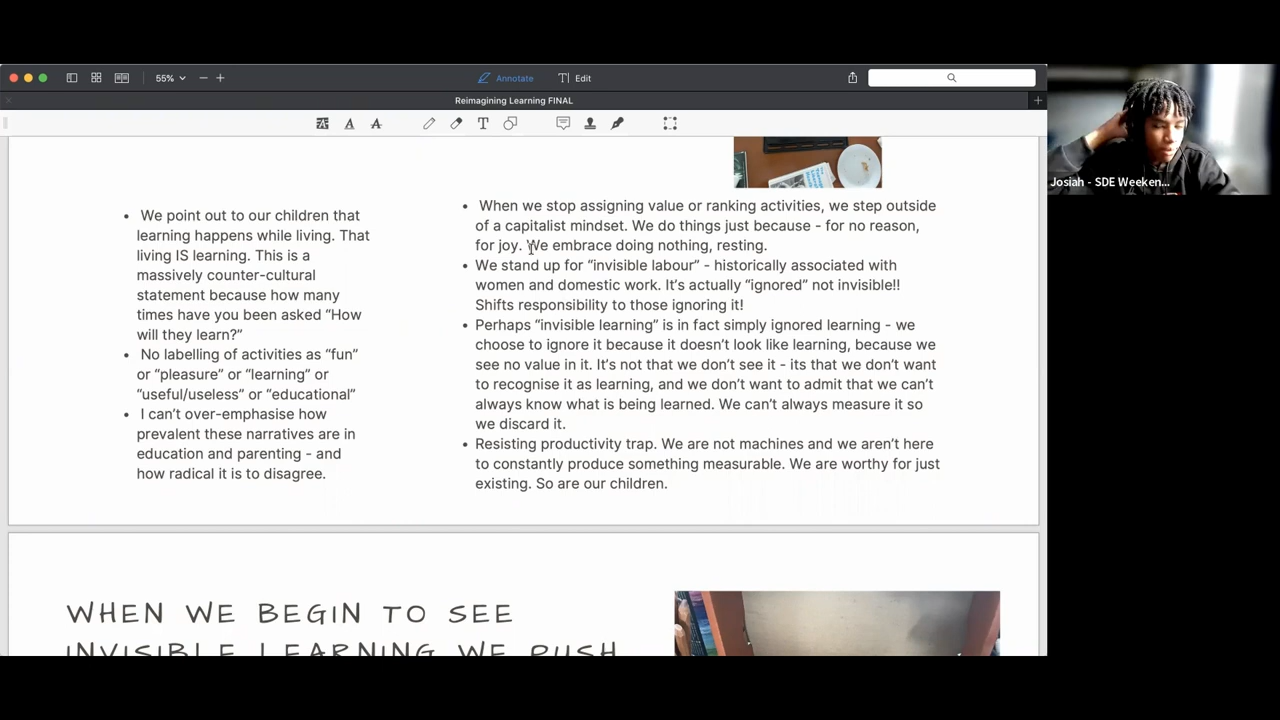 55%
Annotate
Edit
Reimagining Learning FINAL
• We point out to our children that
learning happens while living. That
living IS learning. This is a
massively counter-cultural
statement because how many
times have you been asked “How
will they learn?”
• No labelling of activities as “fun”
or “pleasure” or “learning” or
“useful/useless” or “educational”
• I can’t over-emphasise how
prevalent these narratives are in
education and parenting - and
how radical it is to disagree.
• When we stop assigning value or ranking activities, we step outside
of a capitalist mindset. We do things just because - for no reason,
for joy. We embrace doing nothing, resting.
• We stand up for “invisible labour” - historically associated with
women and domestic work. It’s actually “ignored” not invisible!!
Shifts responsibility to those ignoring it!
• Perhaps “invisible learning” is in fact simply ignored learning - we
choose to ignore it because it doesn’t look like learning, because we
see no value in it. It’s not that we don’t see it - its that we don’t want
to recognise it as learning, and we don’t want to admit that we can’t
always know what is being learned. We can’t always measure it so
we discard it.
• Resisting productivity trap. We are not machines and we aren’t here
to constantly produce something measurable. We are worthy for just
existing. So are our children.
WHEN WE BEGIN TO SEE
INVISIBLE LEARNING WE PUSH
Josiah - SDE Weeken...